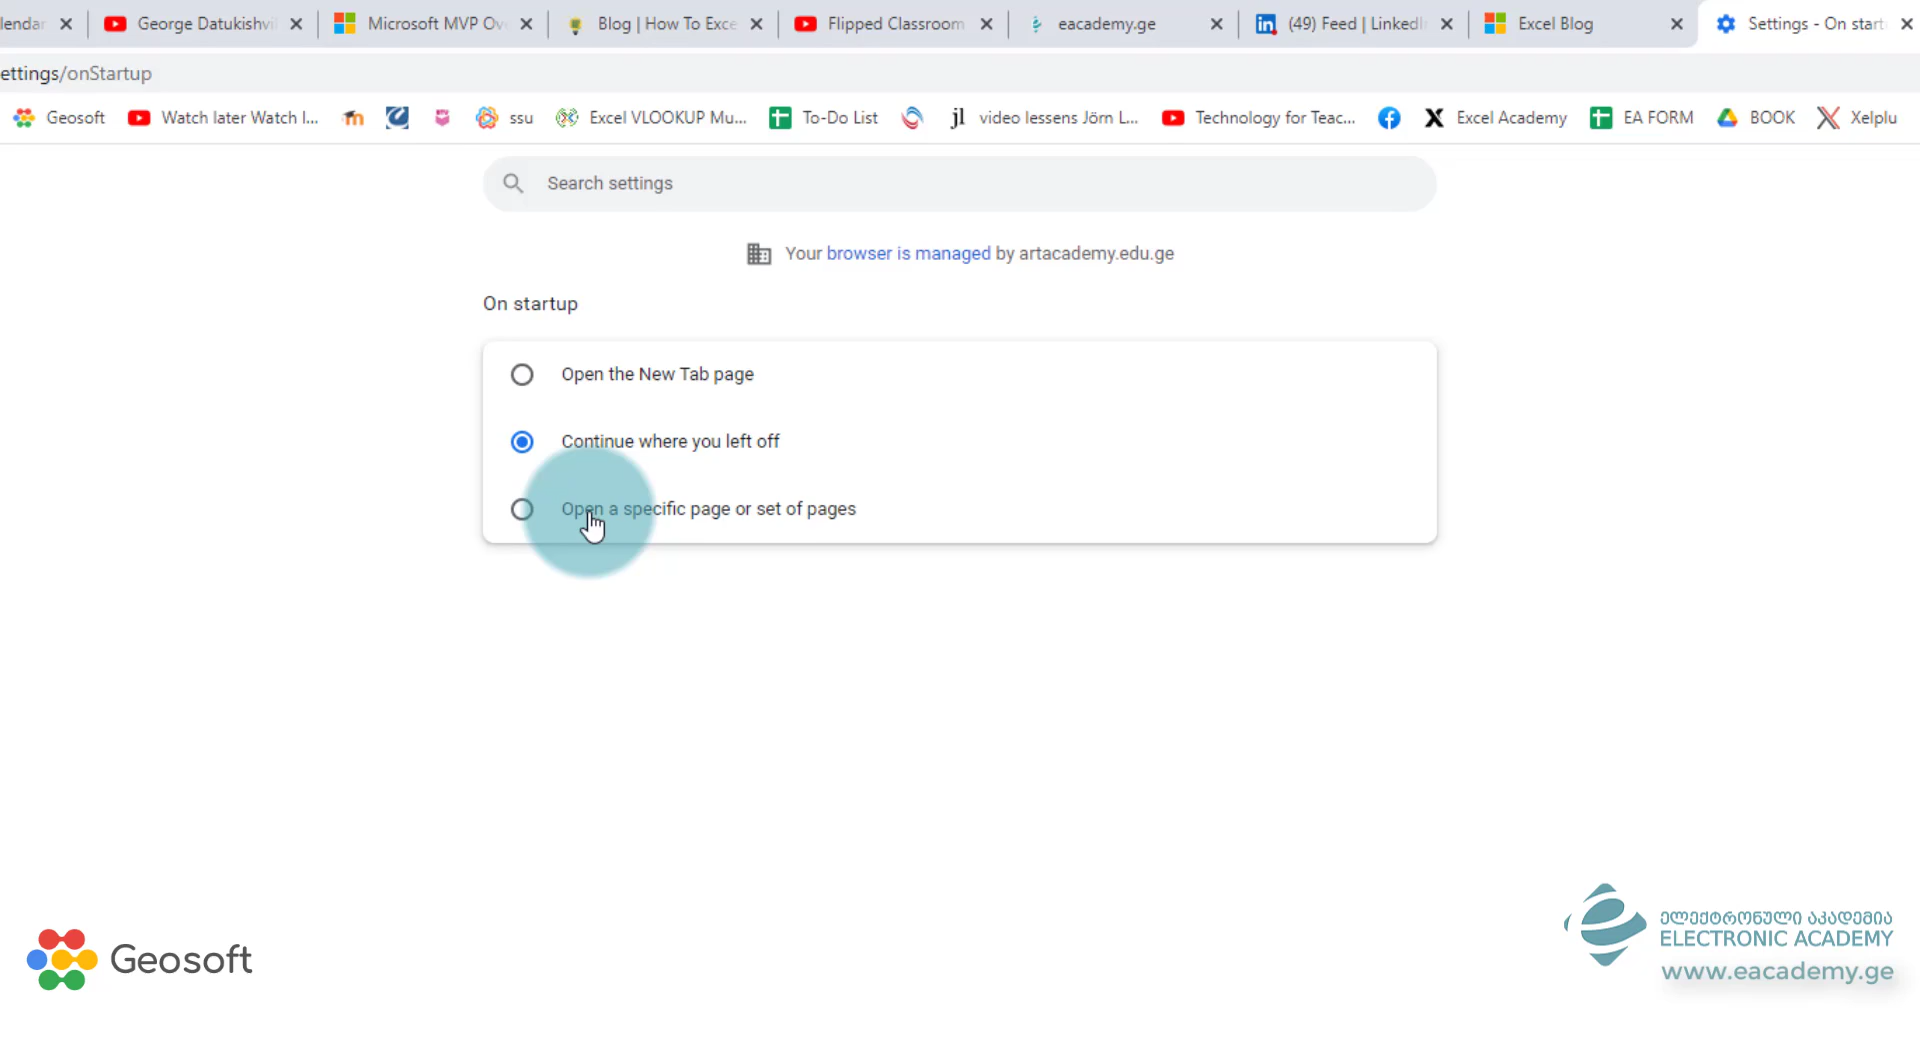 lendar
George Datukishvi
Microsoft MVP Ov
Blog | How To Exce
Flipped Classroom
eacademy.ge
(49) Feed | LinkedIn
Excel Blog
Settings - On start
ettings/onStartup
Geosoft
Watch later Watch l...
ssu
Excel VLOOKUP Mu...
To-Do List
jl
video lessens Jörn L...
Technology for Teac...
Excel Academy
EA FORM
BOOK
Xelplu
Search settings
Your browser is managed by artacademy.edu.ge
On startup
Open the New Tab page
Continue where you left off
Open a specific page or set of pages
Geosoft
ელექტრონული აკადემია
ELECTRONIC ACADEMY
www.eacademy.ge